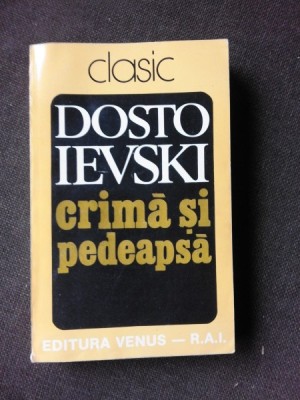 clasic
DOSTO
IEVSKI
crimă și
pedeapsă
EDITURA VENUS — R.A.I.